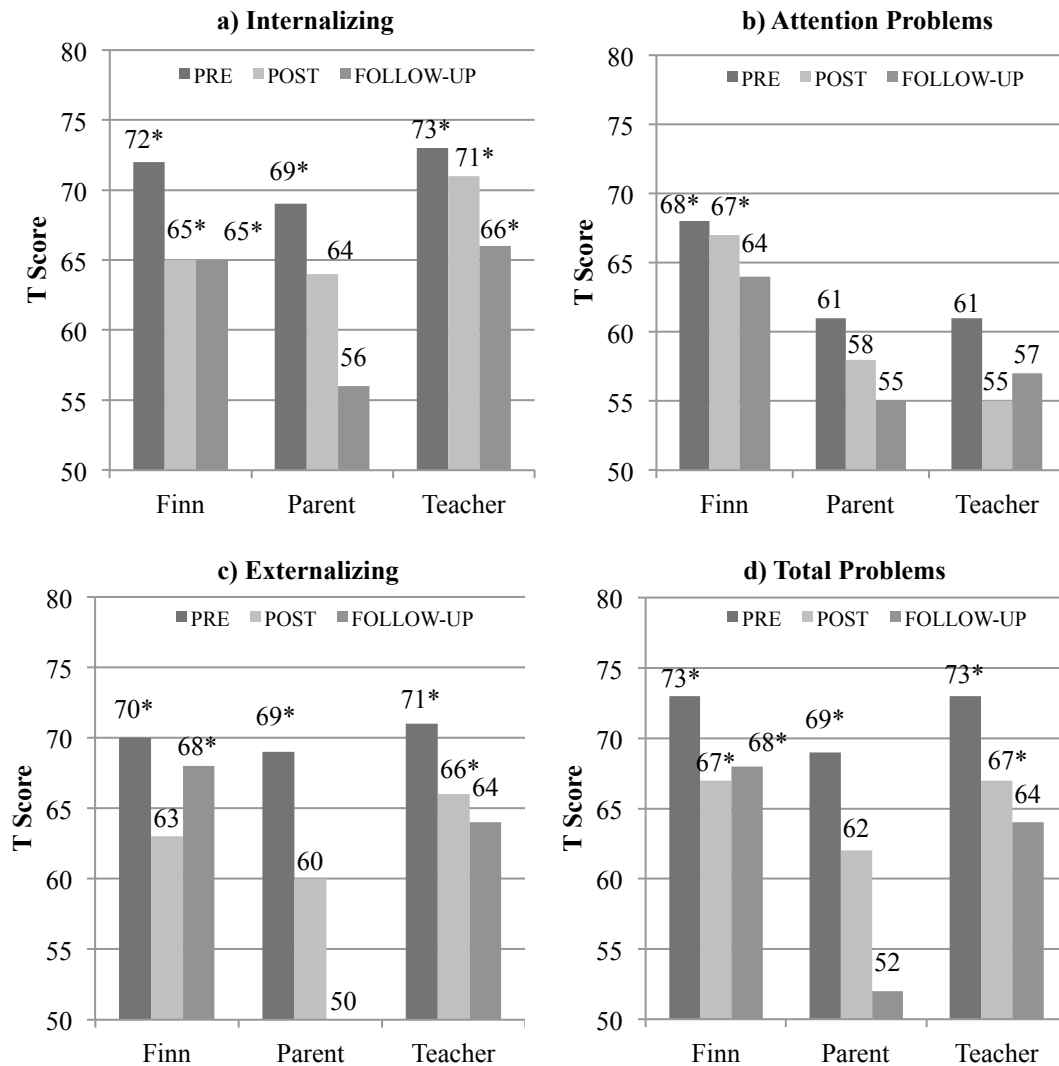 a) Internalizing
80
PRE POST FOLLOW-UP
75
72* 69* 73* 71*
70
65* 65* 64 66*
65
T Score
60
56
55
50
Finn Parent Teacher
b) Attention Problems
80
PRE POST FOLLOW-UP
75
70
68* 67* 64
65
T Score
61 58 55 61 55 57
60
55
50
Finn Parent Teacher
c) Externalizing
80
PRE POST FOLLOW-UP
75
70* 69* 71*
70
68* 66* 64
65
63
T Score
60
60
55
50
50
Finn Parent Teacher
d) Total Problems
80
PRE POST FOLLOW-UP
75
73* 69* 73*
70
67* 68* 67* 64
65
62
T Score
60
55
52
50
Finn Parent Teacher